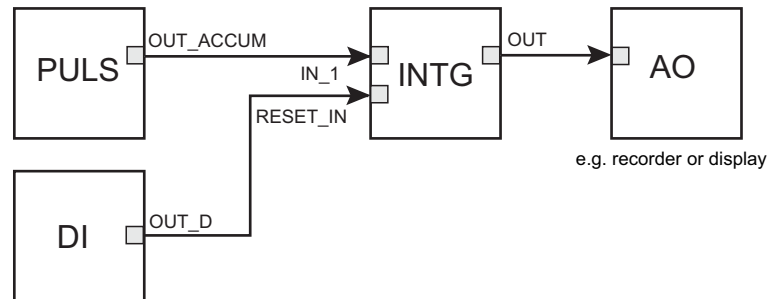 OUT_ACCUM
OUT
PULS
IN_1
INTG
AO
RESET_IN
e.g. recorder or display
OUT_D
DI